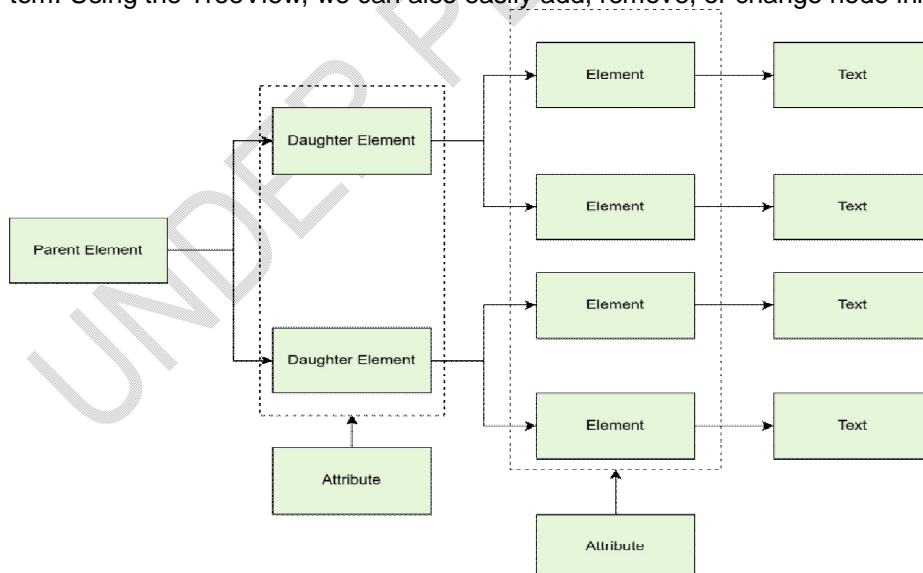 tem. Using the TreeView, we can also easily add, remove, or change node
UNDER
Element
Text
Daughter Element
Element
Text
Parent Element
Element
Text
Daughter Element
Element
Text
Attribute
Attribute